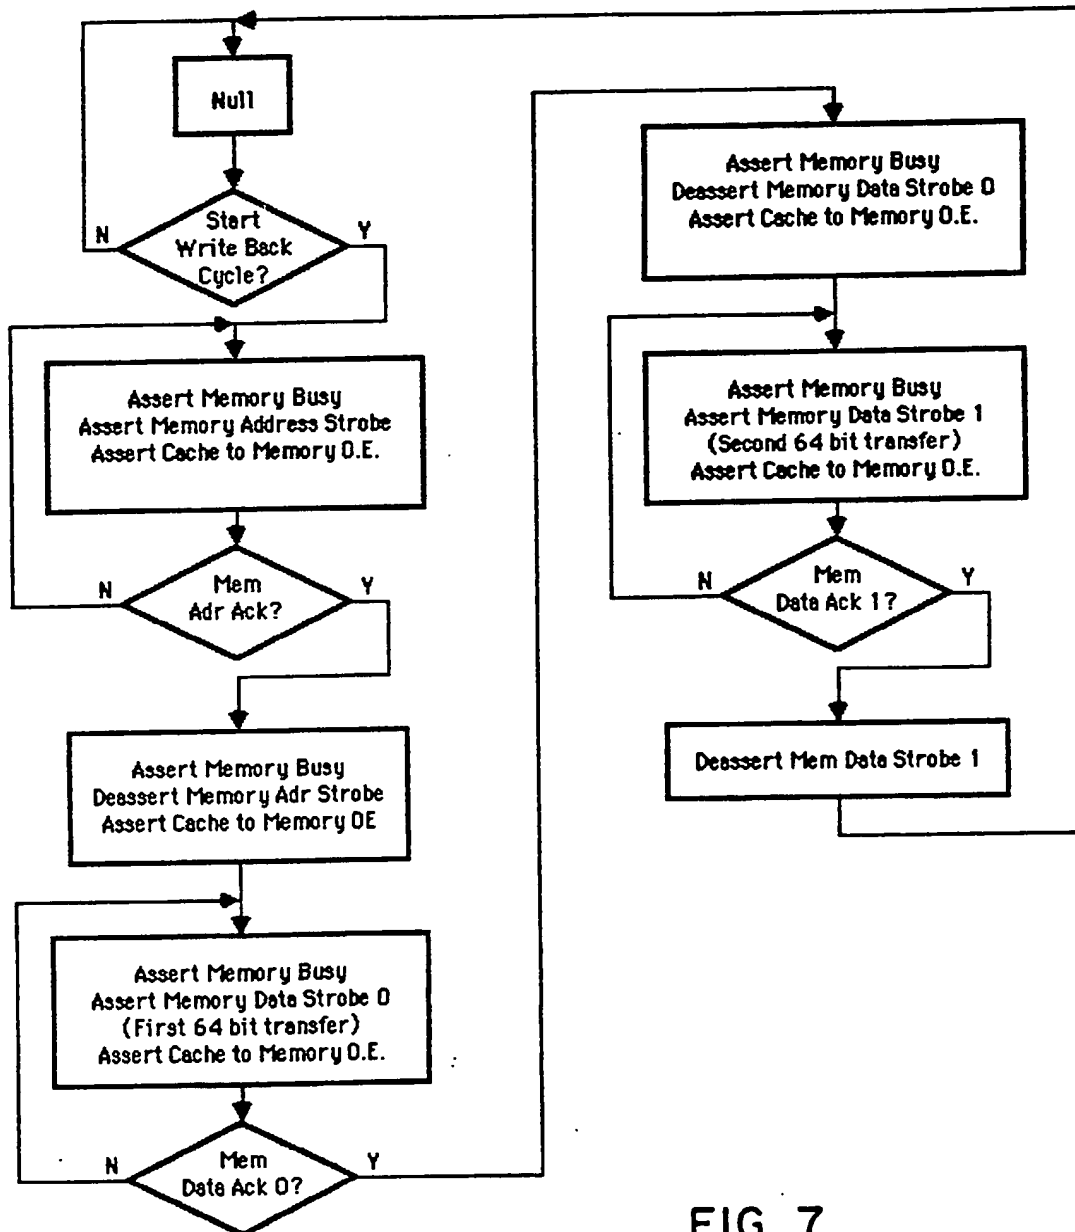 Null
Start
Write Back
Cycle?
N
Y
Assert Memory Busy
Assert Memory Address Strobe
Assert Cache to Memory O.E.
Mem
Adr Ack?
N
Y
Assert Memory Busy
Deassert Memory Adr Strobe
Assert Cache to Memory OE
Assert Memory Busy
Assert Memory Data Strobe 0
(First 64 bit transfer)
Assert Cache to Memory O.E.
Mem
Data Ack 0?
N
Y
Assert Memory Busy
Deassert Memory Data Strobe 0
Assert Cache to Memory O.E.
Assert Memory Busy
Assert Memory Data Strobe 1
(Second 64 bit transfer)
Assert Cache to Memory O.E.
Mem
Data Ack 1?
N
Y
Deassert Mem Data Strobe 1
FIG. 7